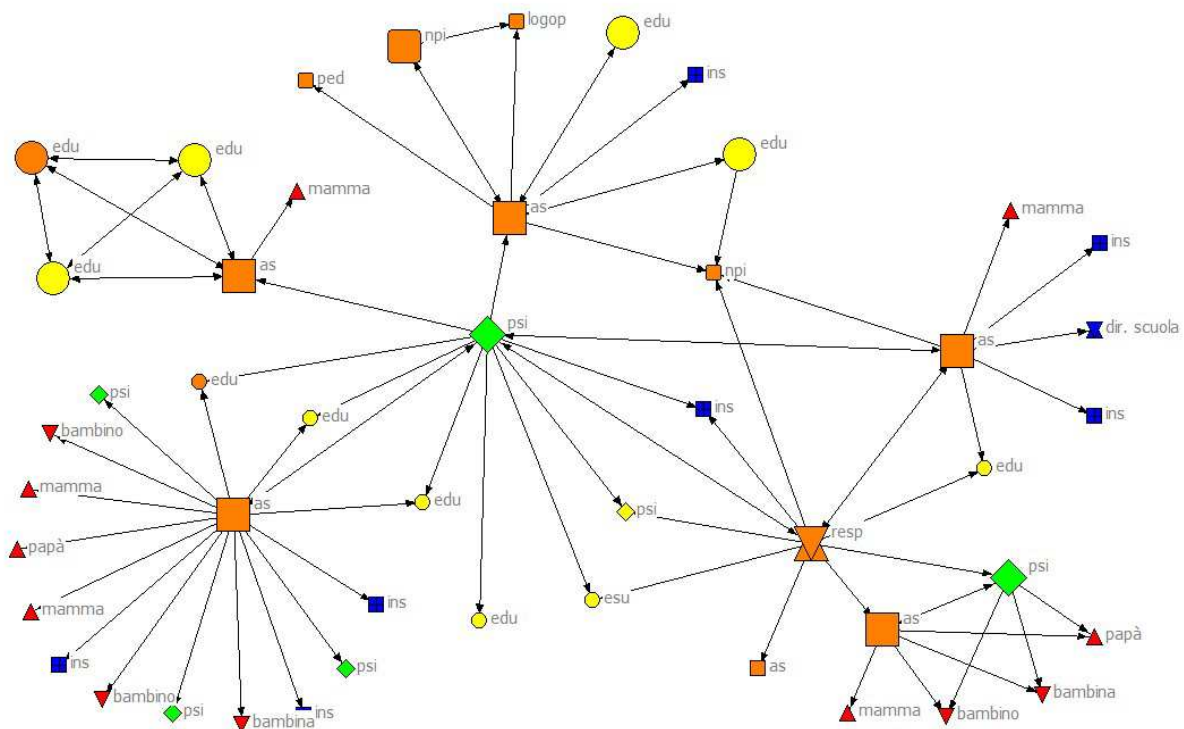 logop
edu
npi
ins
ped
edu
edu
edu
mamma
as
mamma
ins
edu
as
npi
psi
dir. scuola
as
edu
psi
ins
ins
edu
bambino
edu
mamma
as
edu
psi
resp
papà
psi
esu
mamma
ins
edu
as
papà
ins
psi
as
bambino
bambina
psi
bambina
ins
mamma
bambino